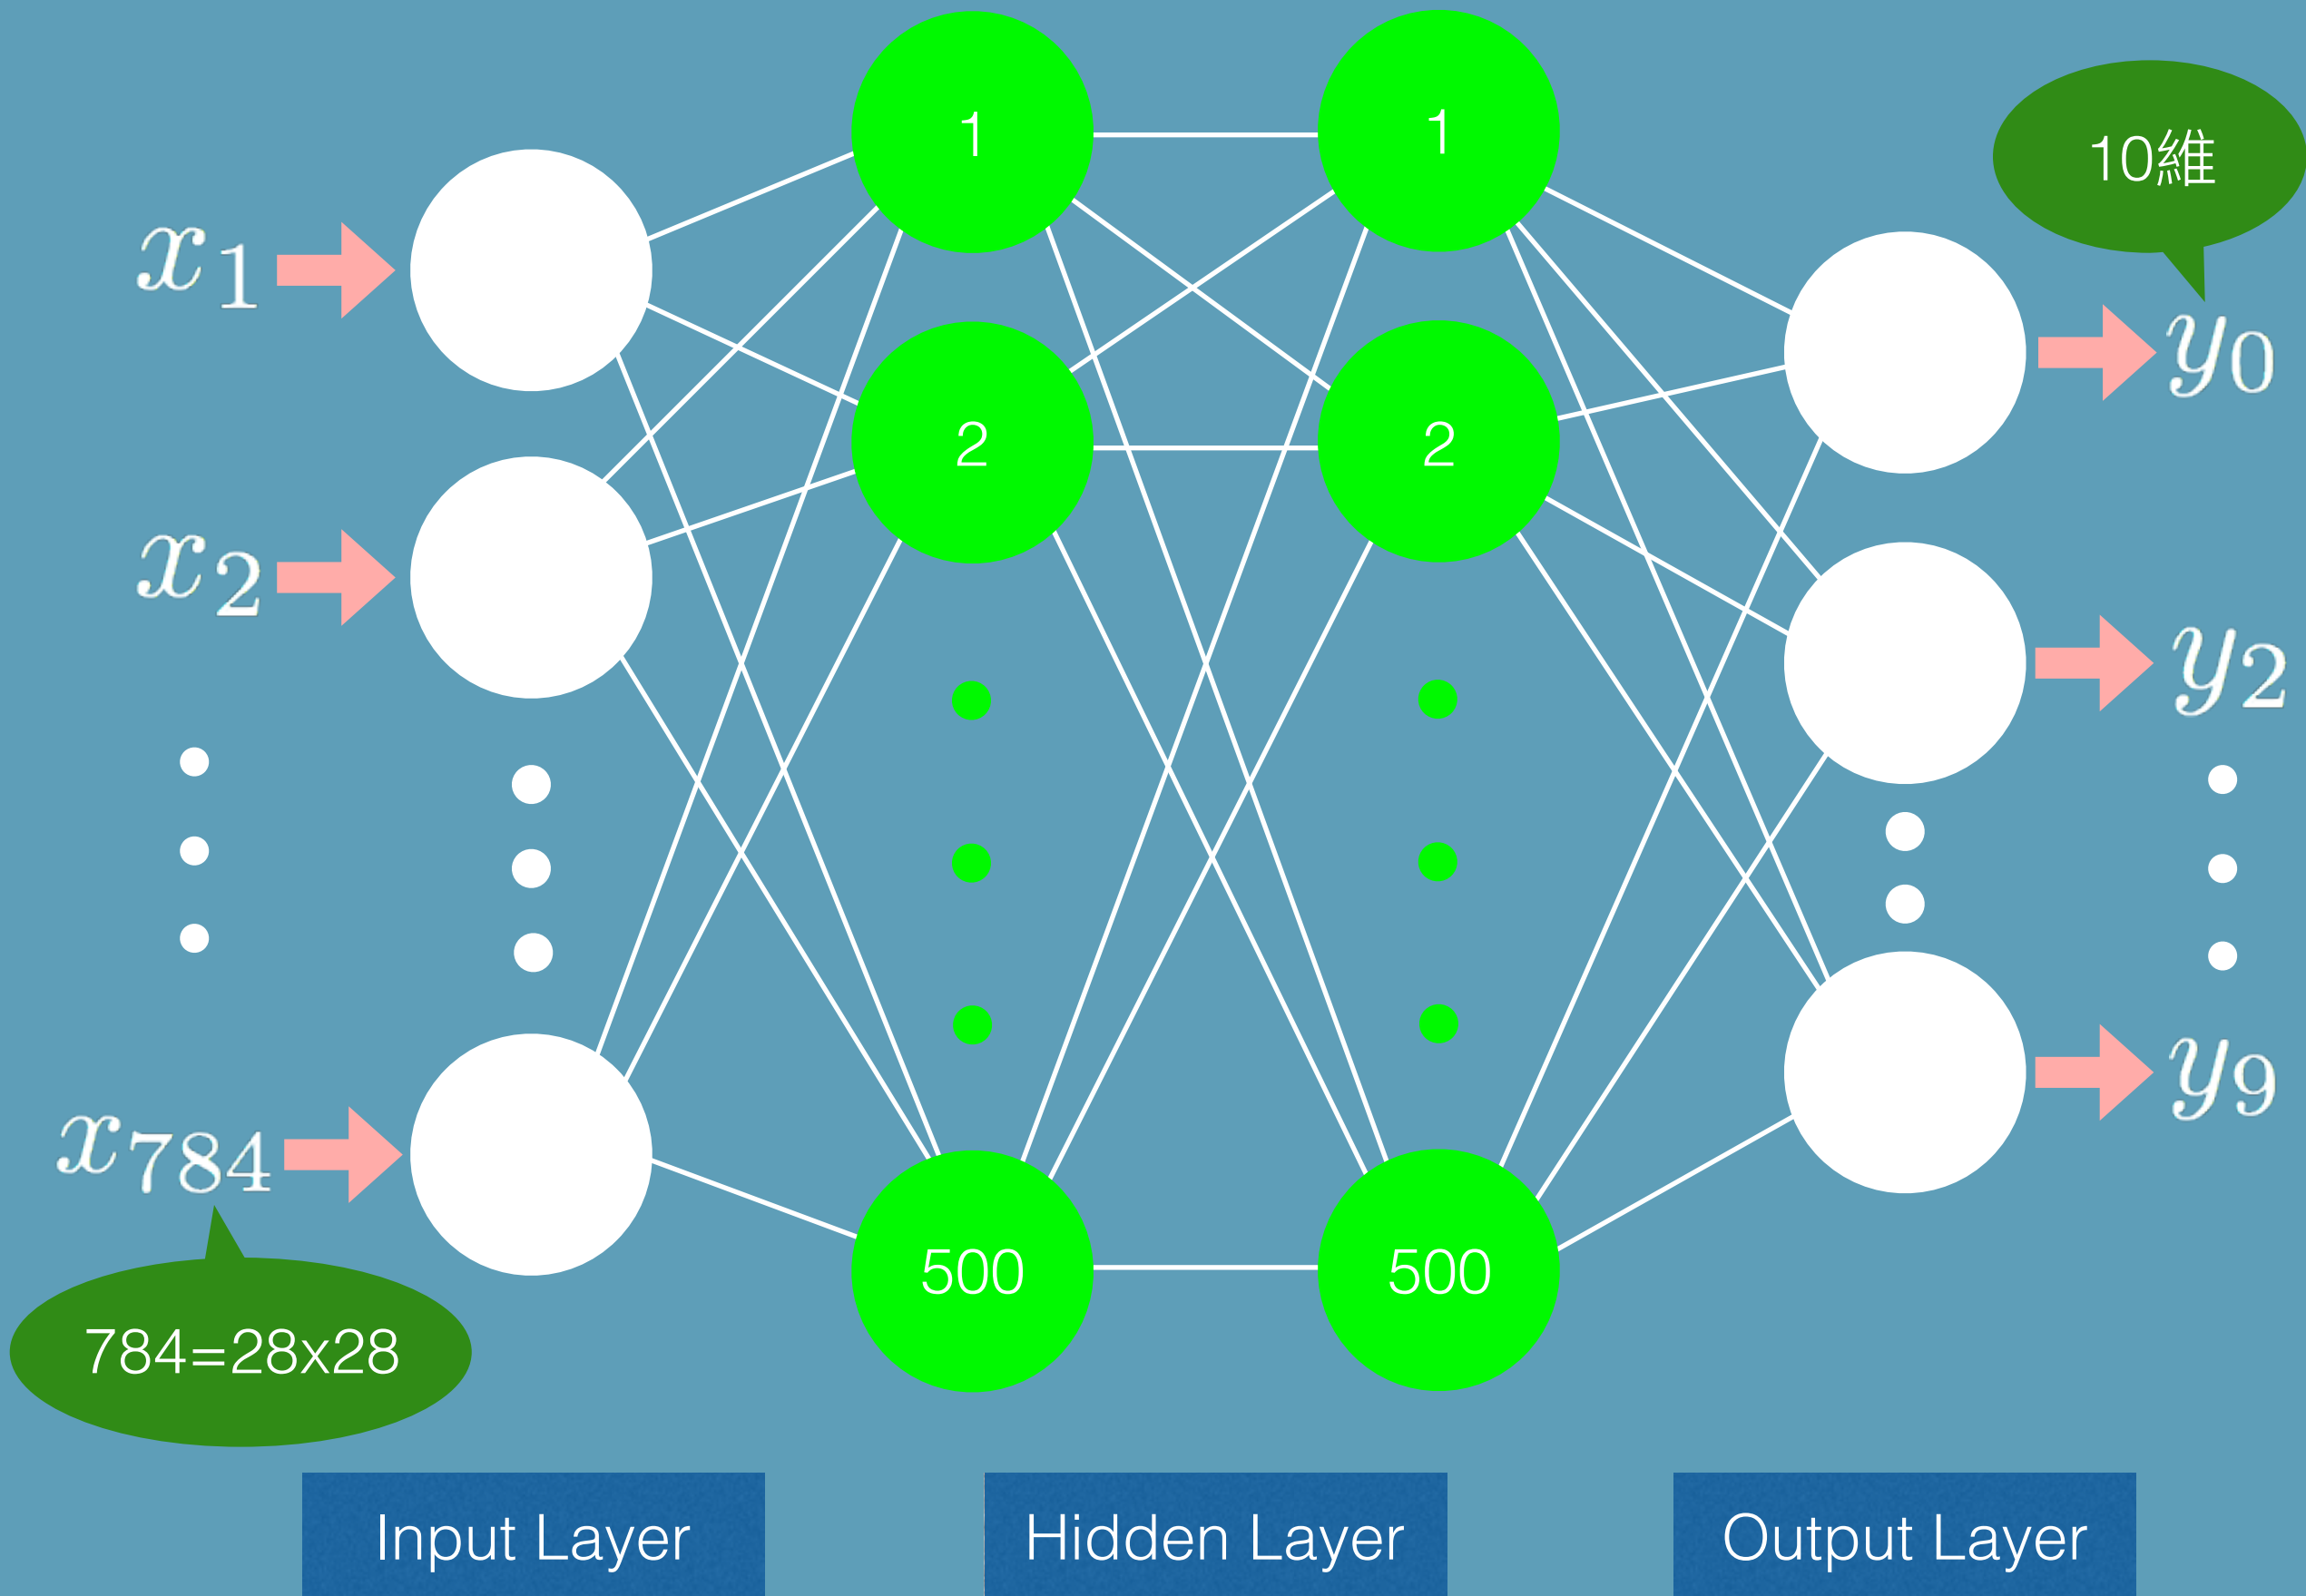 1
1
10維
x1
y0
2
2
x2
y2
x784
y9
500
500
784=28x28
Input Layer
Hidden Layer
Output Layer